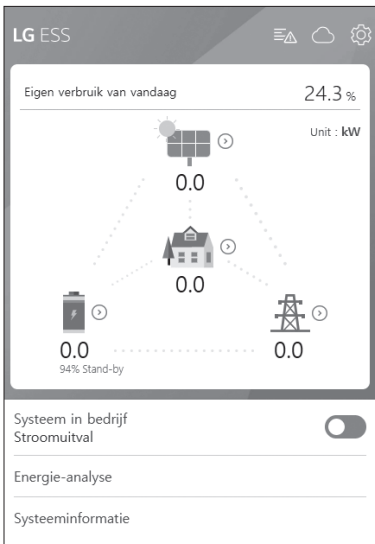 LG ESS
Eigen verbruik van vandaag 24.3 %
Unit : kW
0.0
0.0
0.0 0.0
94% Stand-by
Systeem in bedrijf
Stroomuitval
Energie-analyse
Systeeminformatie